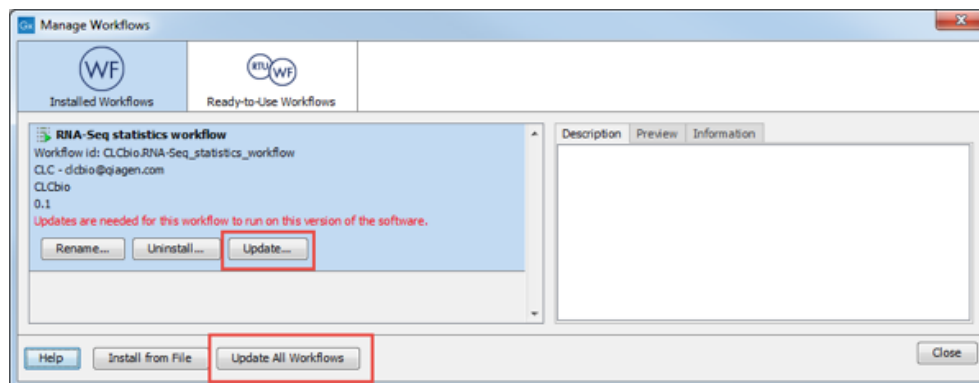 Gx Manage Workflows
WF
Installed Workflows
RTU WF
Ready-to-Use Workflows
RNA-Seq statistics workflow
Workflow id: CLCbio.RNA-Seq_statistics_workflow
CLC - clcbio@qiagen.com
CLCbio
0.1
Updates are needed for this workflow to run on this version of the software.
Rename... Uninstall... Update...
Description Preview Information
Help Install from File Update All Workflows Close